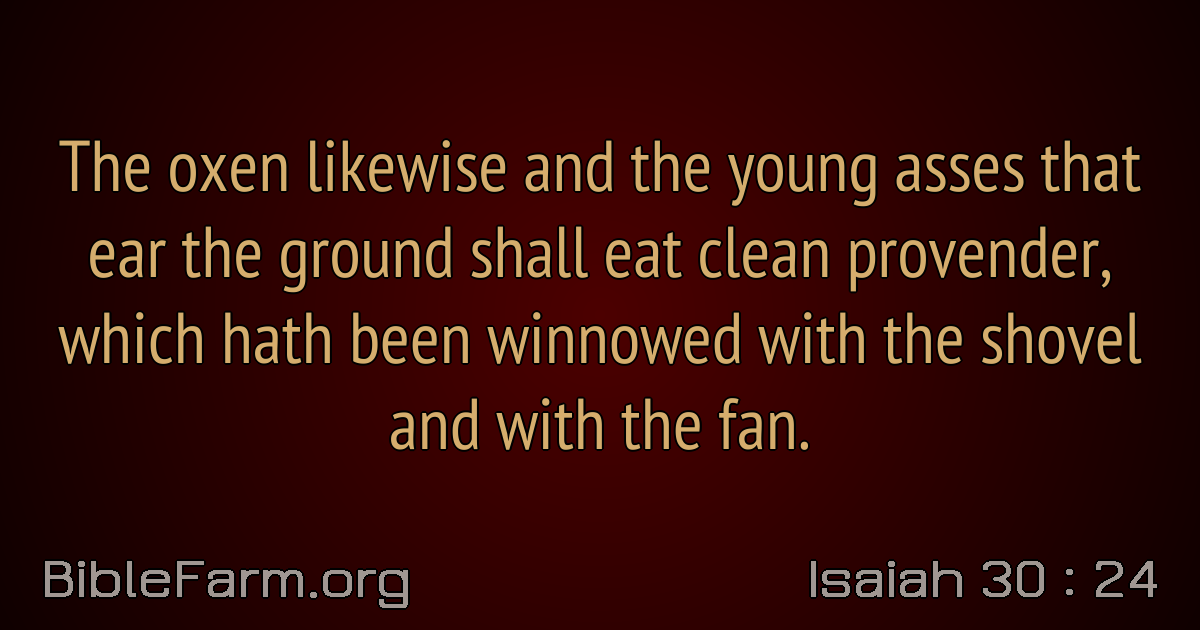 The oxen likewise and the young asses that
ear the ground shall eat clean provender,
which hath been winnowed with the shovel
and with the fan.
BibleFarm.org
Isaiah 30 : 24